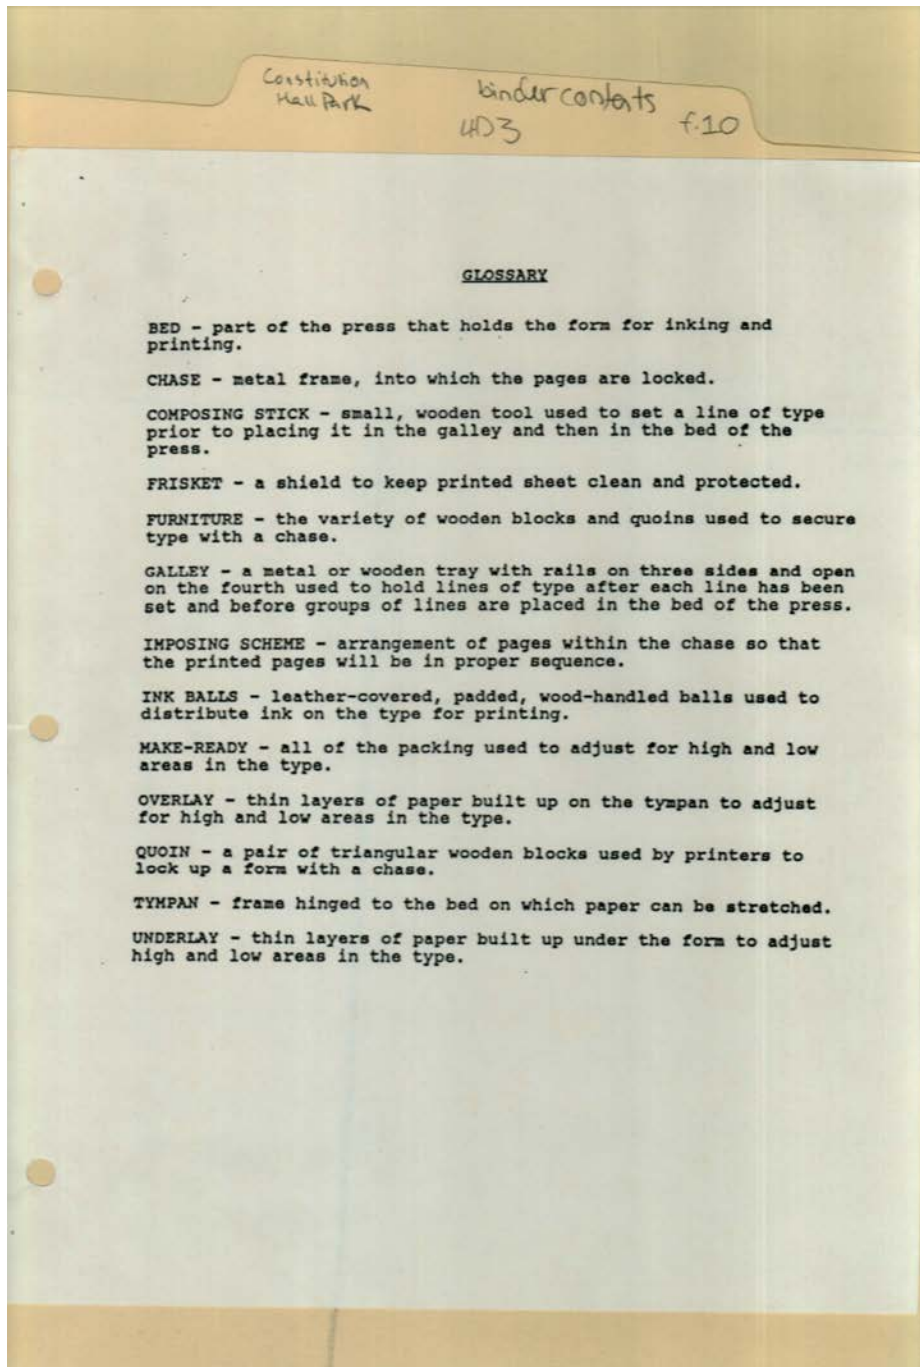 Constitution
Hall Park
binder contents
4D3
f.10
GLOSSARY
BED - part of the press that holds the form for inking and
printing.
CHASE - metal frame, into which the pages are locked.
COMPOSING STICK - small, wooden tool used to set a line of type
prior to placing it in the galley and then in the bed of the
press.
FRISKET - a shield to keep printed sheet clean and protected.
FURNITURE - the variety of wooden blocks and quoins used to secure
type with a chase.
GALLEY - a metal or wooden tray with rails on three sides and open
on the fourth used to hold lines of type after each line has been
set and before groups of lines are placed in the bed of the press.
IMPOSING SCHEME - arrangement of pages within the chase so that
the printed pages will be in proper sequence.
INK BALLS - leather-covered, padded, wood-handled balls used to
distribute ink on the type for printing.
MAKE-READY - all of the packing used to adjust for high and low
areas in the type.
OVERLAY - thin layers of paper built up on the tympan to adjust
for high and low areas in the type.
QUOIN - a pair of triangular wooden blocks used by printers to
lock up a form with a chase.
TYMPAN - frame hinged to the bed on which paper can be stretched.
UNDERLAY - thin layers of paper built up under the form to adjust
high and low areas in the type.